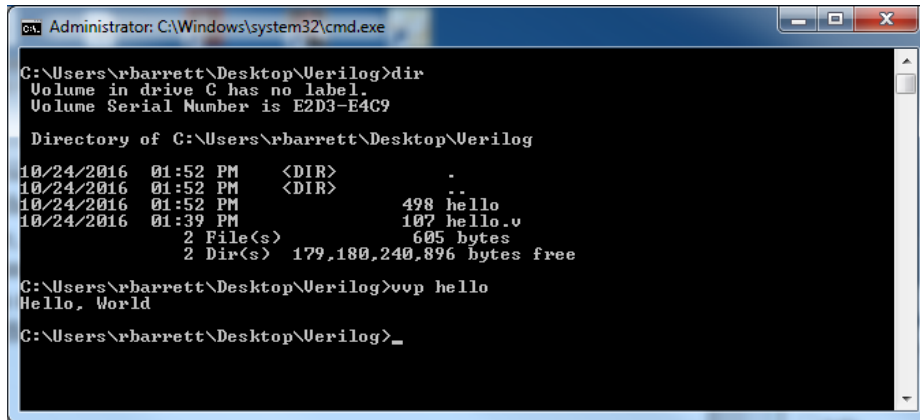 Administrator: C:\Windows\system32\cmd.exe
C:\Users\rbarrett\Desktop\Verilog>dir
 Volume in drive C has no label.
 Volume Serial Number is E2D3-E4C9
 Directory of C:\Users\rbarrett\Desktop\Verilog
10/24/2016  01:52 PM    <DIR>          .
10/24/2016  01:52 PM    <DIR>          ..
10/24/2016  01:52 PM               498 hello
10/24/2016  01:39 PM               107 hello.v
               2 File(s)            605 bytes
               2 Dir(s)  179,180,240,896 bytes free
C:\Users\rbarrett\Desktop\Verilog>vvp hello
Hello, World
C:\Users\rbarrett\Desktop\Verilog>_